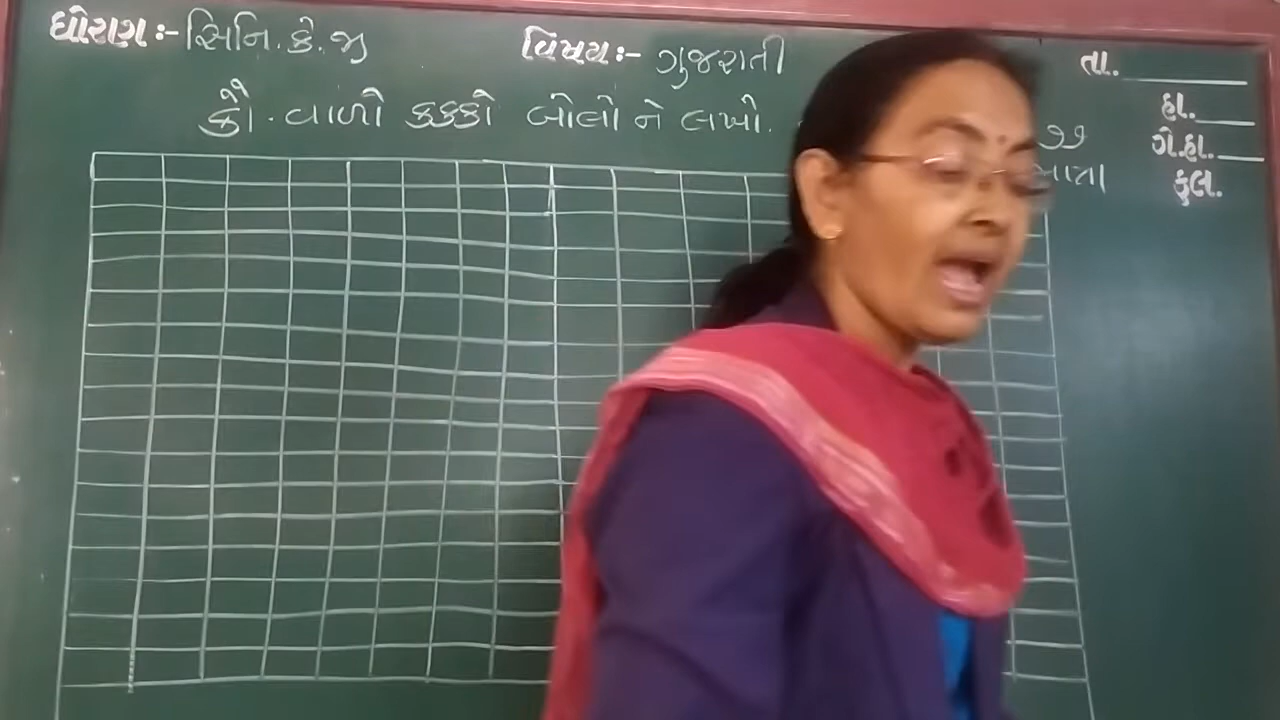 ધોરણ:- સિનિ. કે. જી વિષય:- ગુજરાતી તા.
કૌ. વાળો કક્કો બોલો ને લખો.
હા.
ગે.હા.
કુલ.